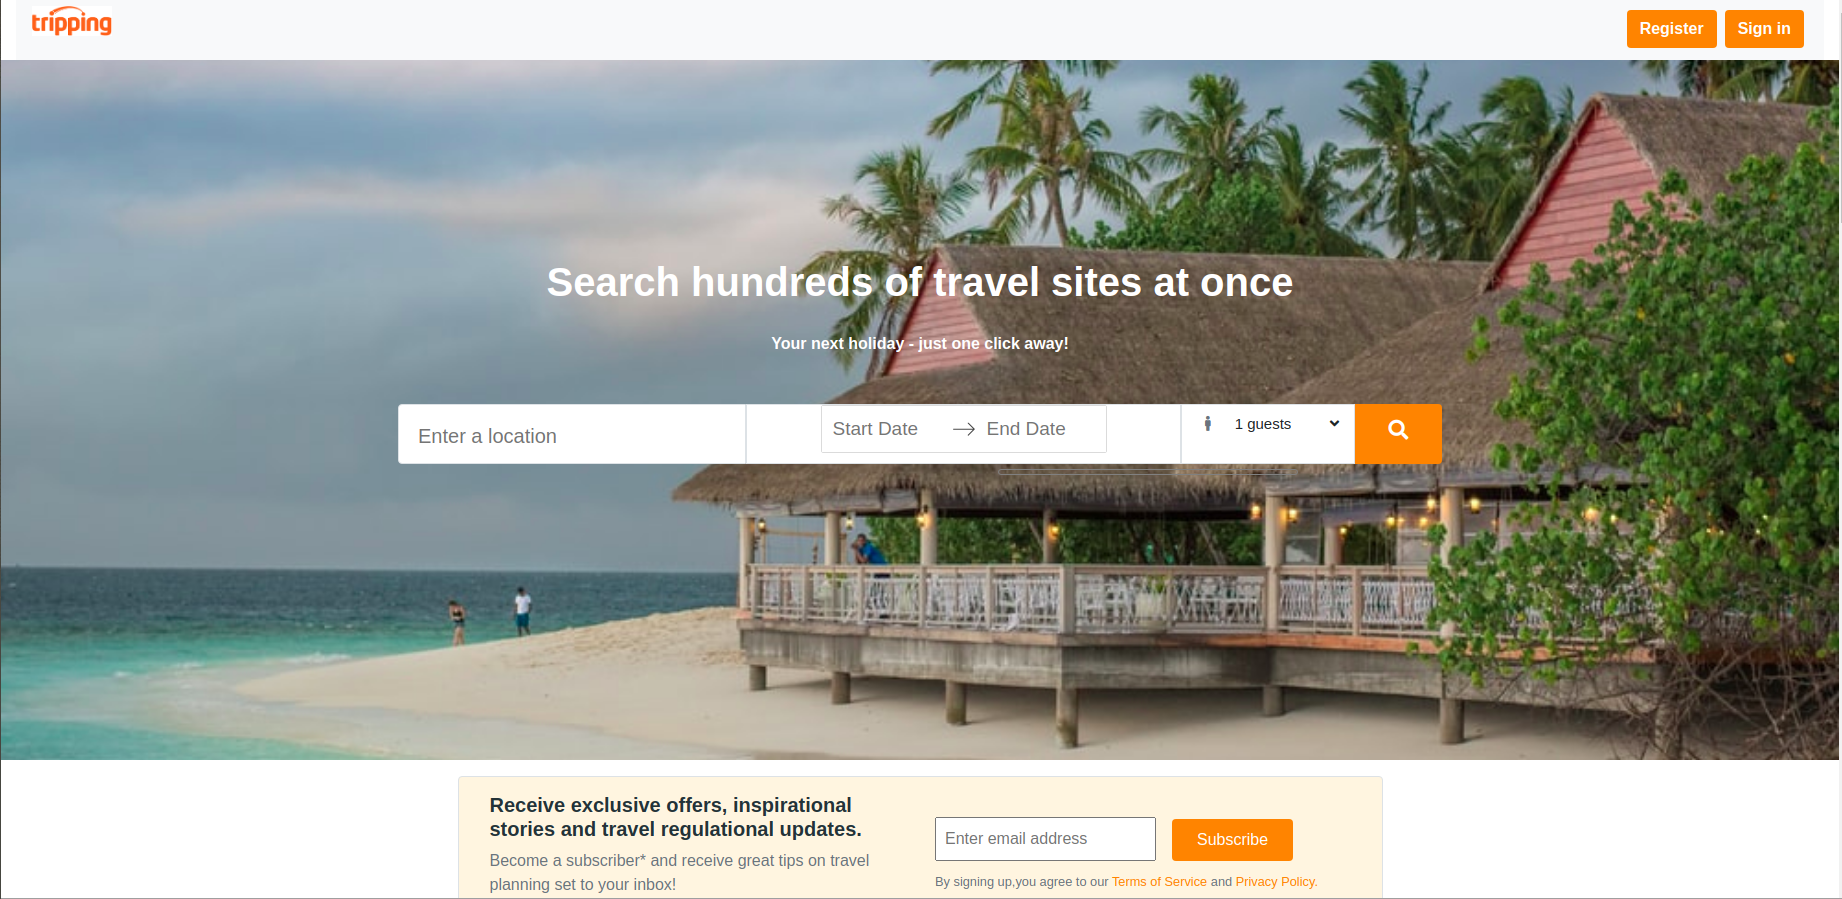 tripping
Register
Sign in
Search hundreds of travel sites at once
Your next holiday - just one click away!
Enter a location
Start Date
End Date
1 guests
Receive exclusive offers, inspirational
stories and travel regulational updates.
Become a subscriber* and receive great tips on travel
planning set to your inbox!
Enter email address
Subscribe
By signing up,you agree to our Terms of Service and Privacy Policy.